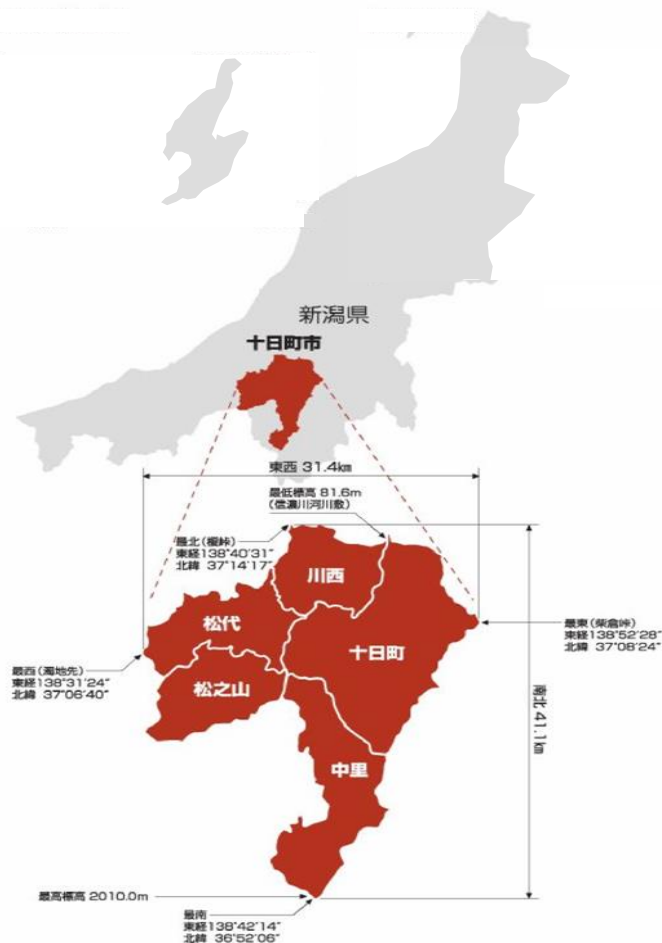 新潟県
十日町市
東西 31.4km
最低標高 81.6m
(信濃川河川敷)
最北(榎峠)
東経138°40′31″
北緯 37°14′17″
川西
松代
十日町
最東(柴倉峠)
東経138°52′28″
北緯 37°08′24″
最西(濁地先)
東経138°31′24″
北緯 37°06′40″
松之山
南北 41.1km
中里
最高標高 2010.0m
最南
東経138°42′14″
北緯 36°52′06″